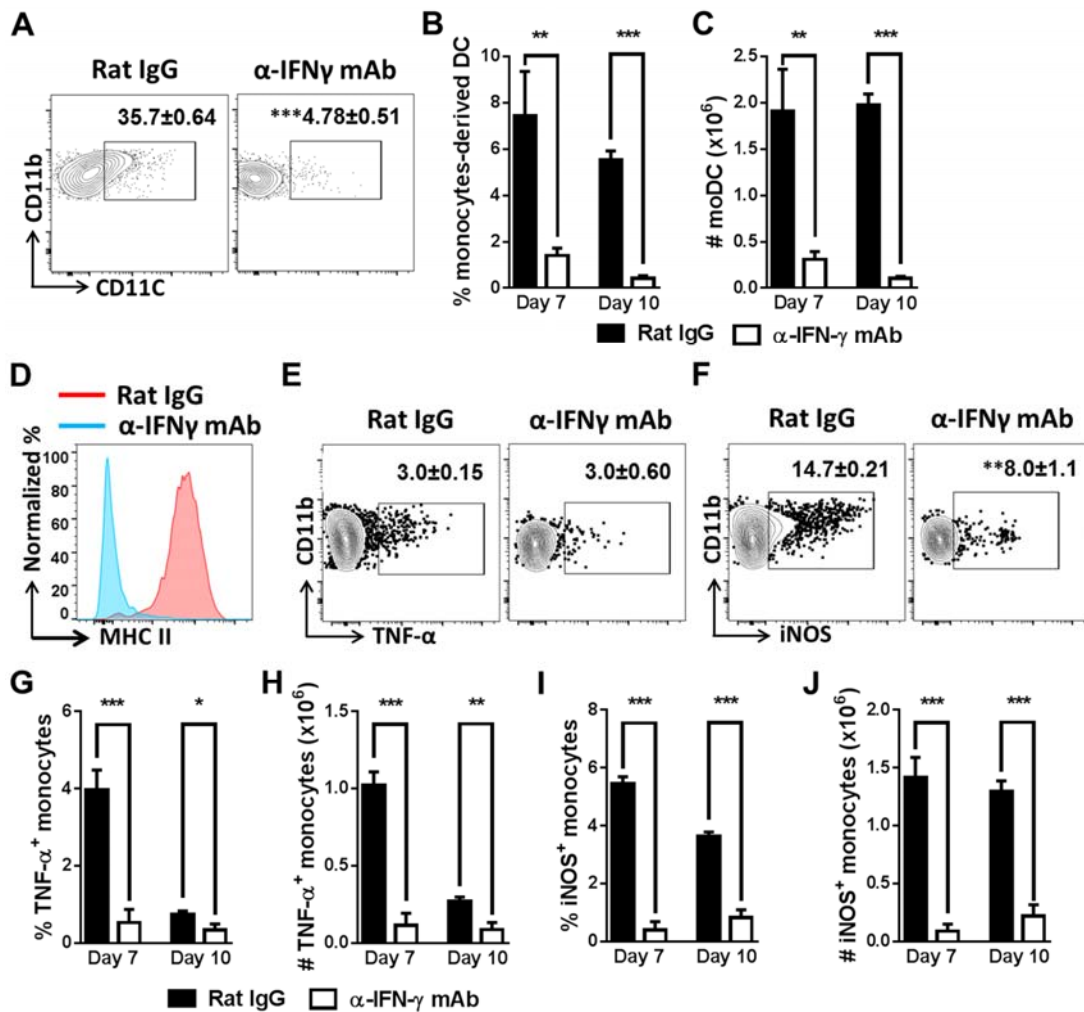 A
Rat IgG
α-IFNγ mAb
35.7±0.64
***4.78±0.51
CD11b
CD11C
B
% monocytes-derived DC
10
8
6
4
2
0
**
***
Day 7
Day 10
C
# moDC (x10⁶)
2.5
2.0
1.5
1.0
0.5
0.0
**
***
Day 7
Day 10
Rat IgG
α-IFN-γ mAb
D
Rat IgG
α-IFNγ mAb
Normalized %
100
80
60
40
20
0
MHC II
E
Rat IgG
α-IFNγ mAb
3.0±0.15
3.0±0.60
CD11b
TNF-α
F
Rat IgG
α-IFNγ mAb
14.7±0.21
**8.0±1.1
CD11b
iNOS
G
% TNF-α⁺ monocytes
6
4
2
0
***
*
Day 7
Day 10
H
# TNF-α⁺ monocytes (x10⁶)
1.5
1.0
0.5
0.0
***
**
Day 7
Day 10
I
% iNOS⁺ monocytes
8
6
4
2
0
***
***
Day 7
Day 10
J
# iNOS⁺ monocytes (x10⁶)
2.0
1.5
1.0
0.5
0.0
***
***
Day 7
Day 10
Rat IgG
α-IFN-γ mAb